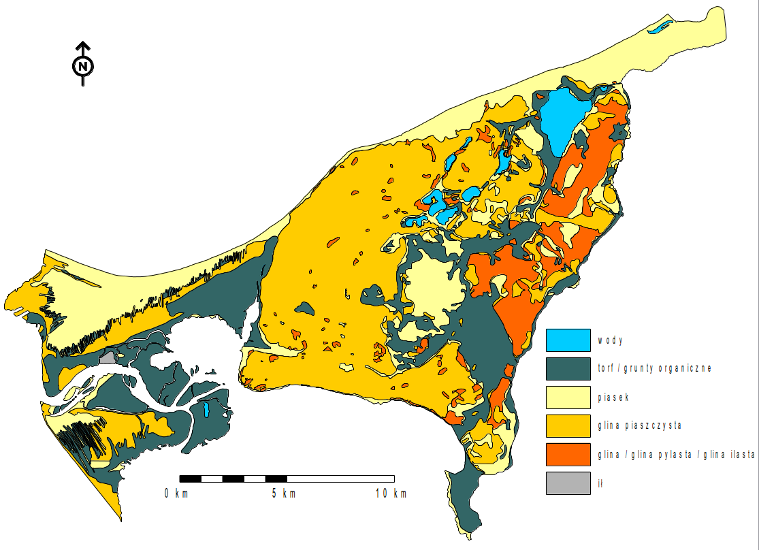 N
wody
torf / grunty organiczne
piasek
glina piaszczysta
glina / glina pylasta / glina ilasta
ił
0 km 5 km 10 km